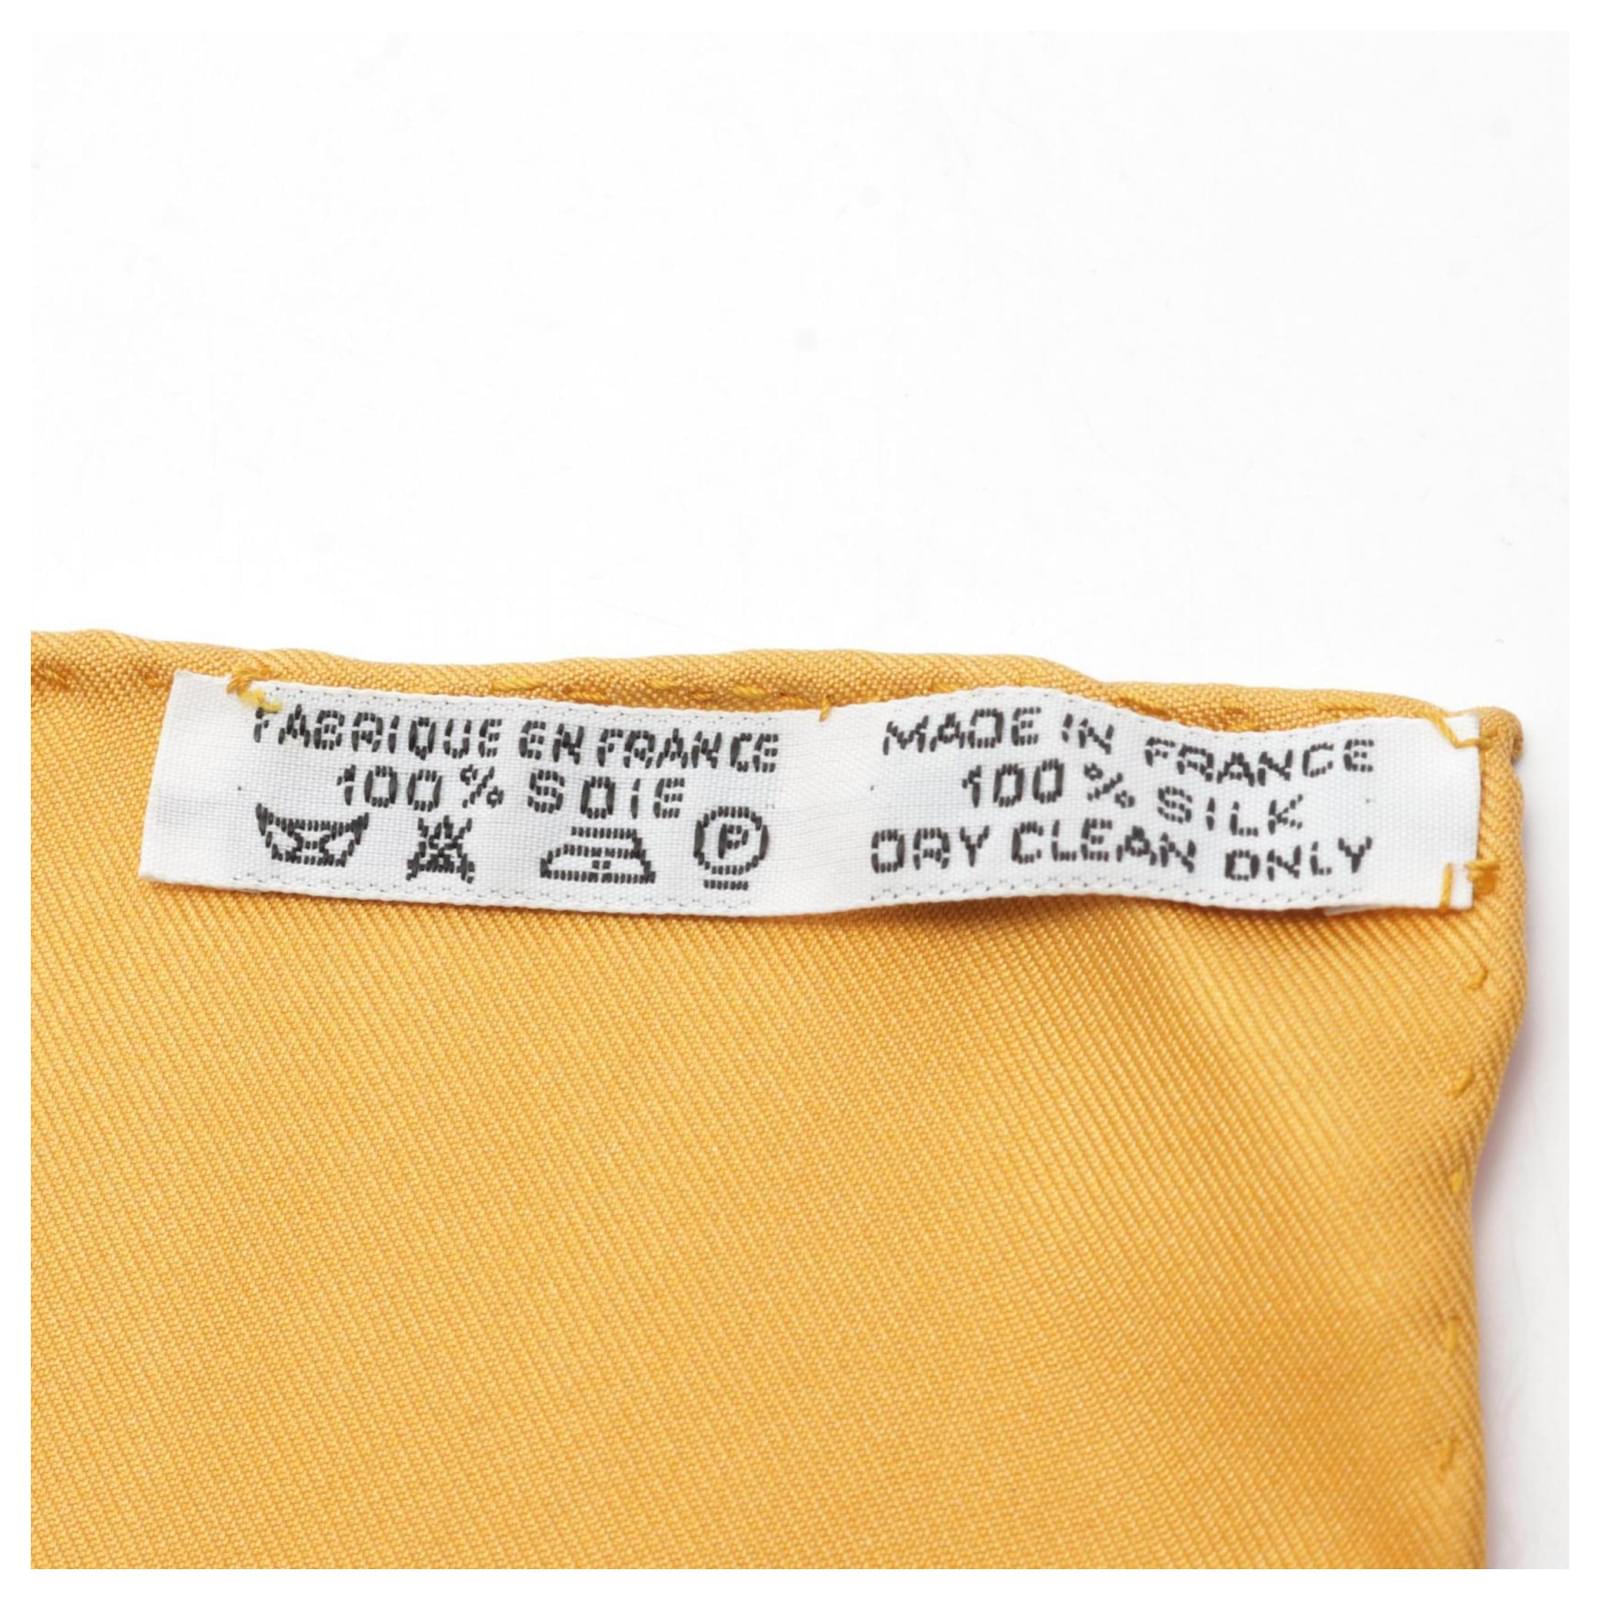 FABRIQUE EN FRANCE
100% SOIE
P
MADE IN FRANCE
100% SILK
DRY CLEAN ONLY